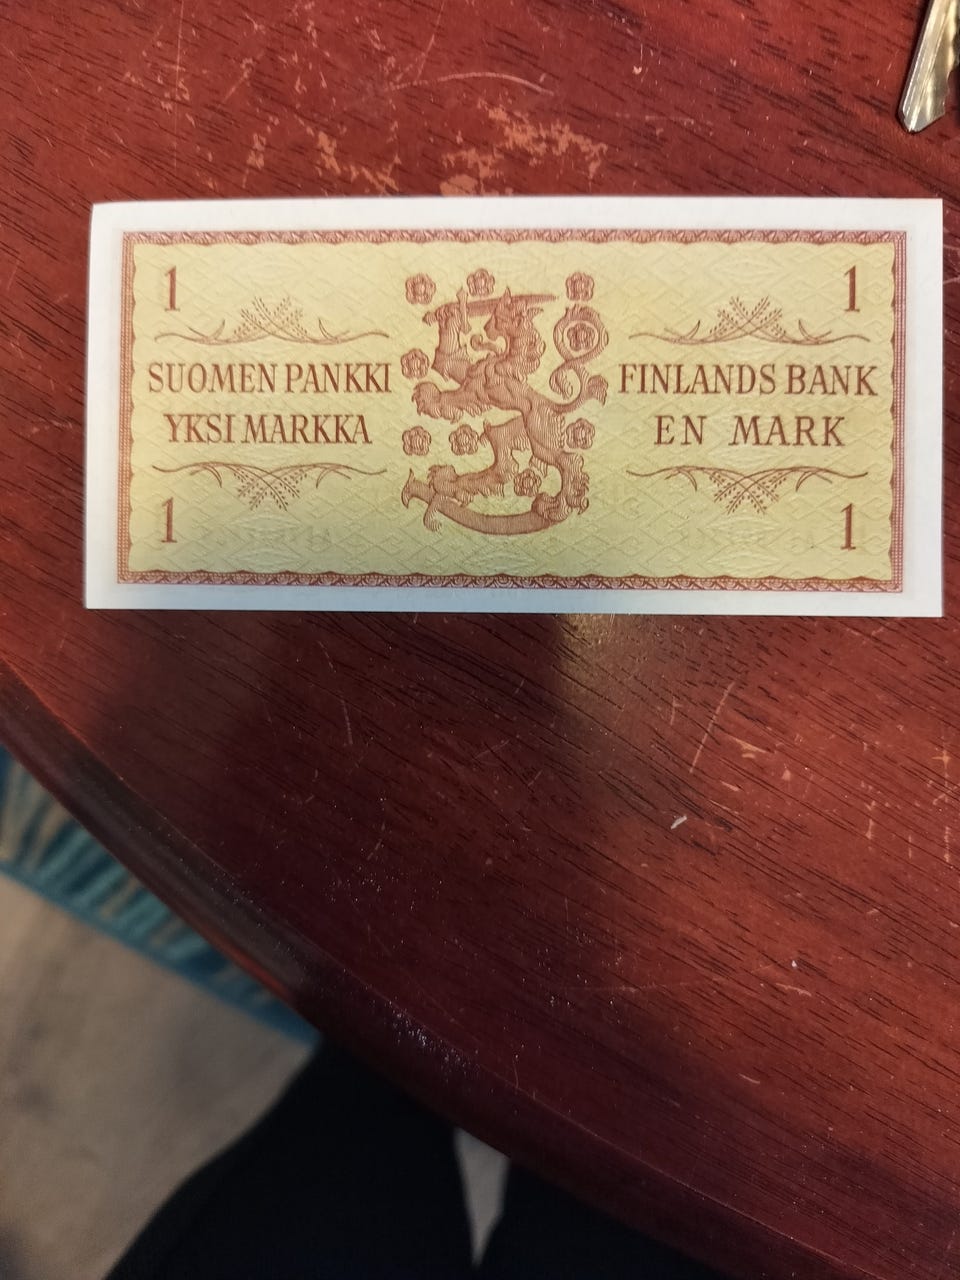 1
1
SUOMEN PANKKI
YKSI MARKKA
FINLANDS BANK
EN MARK
1
1